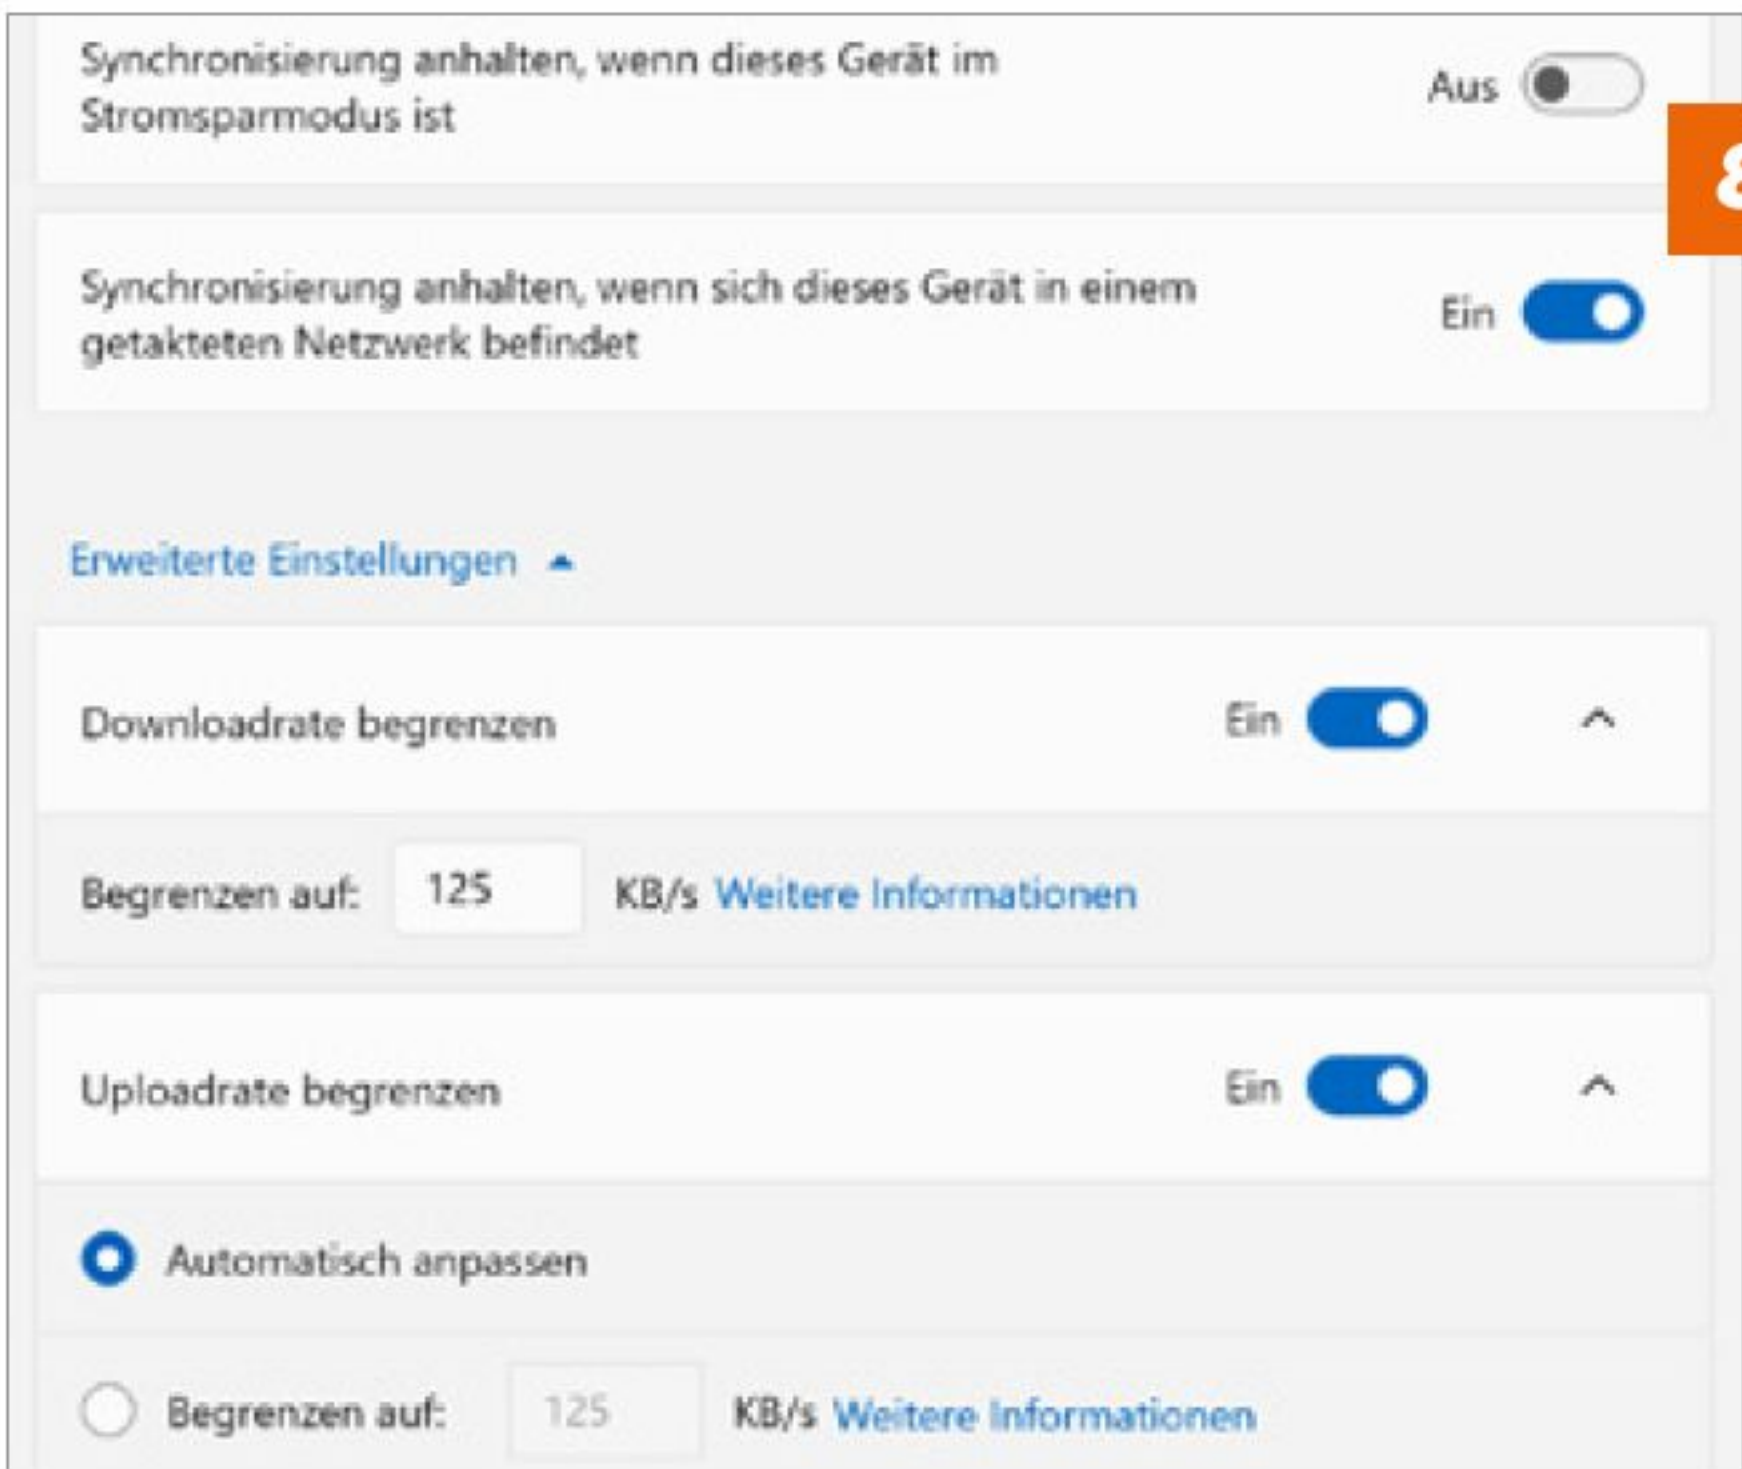 Synchronisierung anhalten, wenn dieses Gerät im
Stromsparmodus ist
Aus
Synchronisierung anhalten, wenn sich dieses Gerät in einem
getakteten Netzwerk befindet
Ein
Erweiterte Einstellungen
Downloadrate begrenzen
Ein
Begrenzen auf: 125 KB/s Weitere Informationen
Uploadrate begrenzen
Ein
Automatisch anpassen
Begrenzen auf: 125 KB/s Weitere Informationen